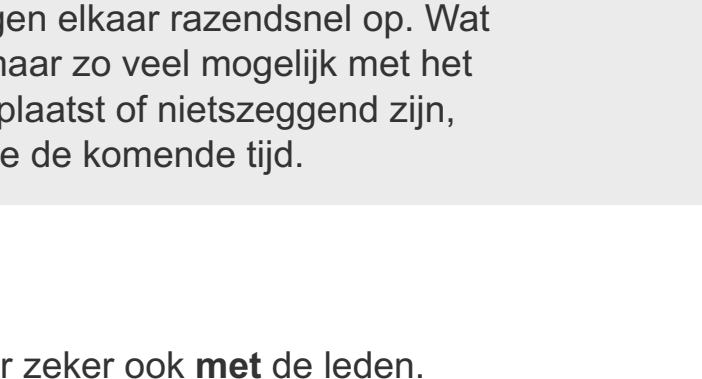 gen elkaar razendsnel op. Wat
naar zo veel mogelijk met het
plaatst of nietszeggend zijn,
e de komende tijd.
r zeker ook met de leden.